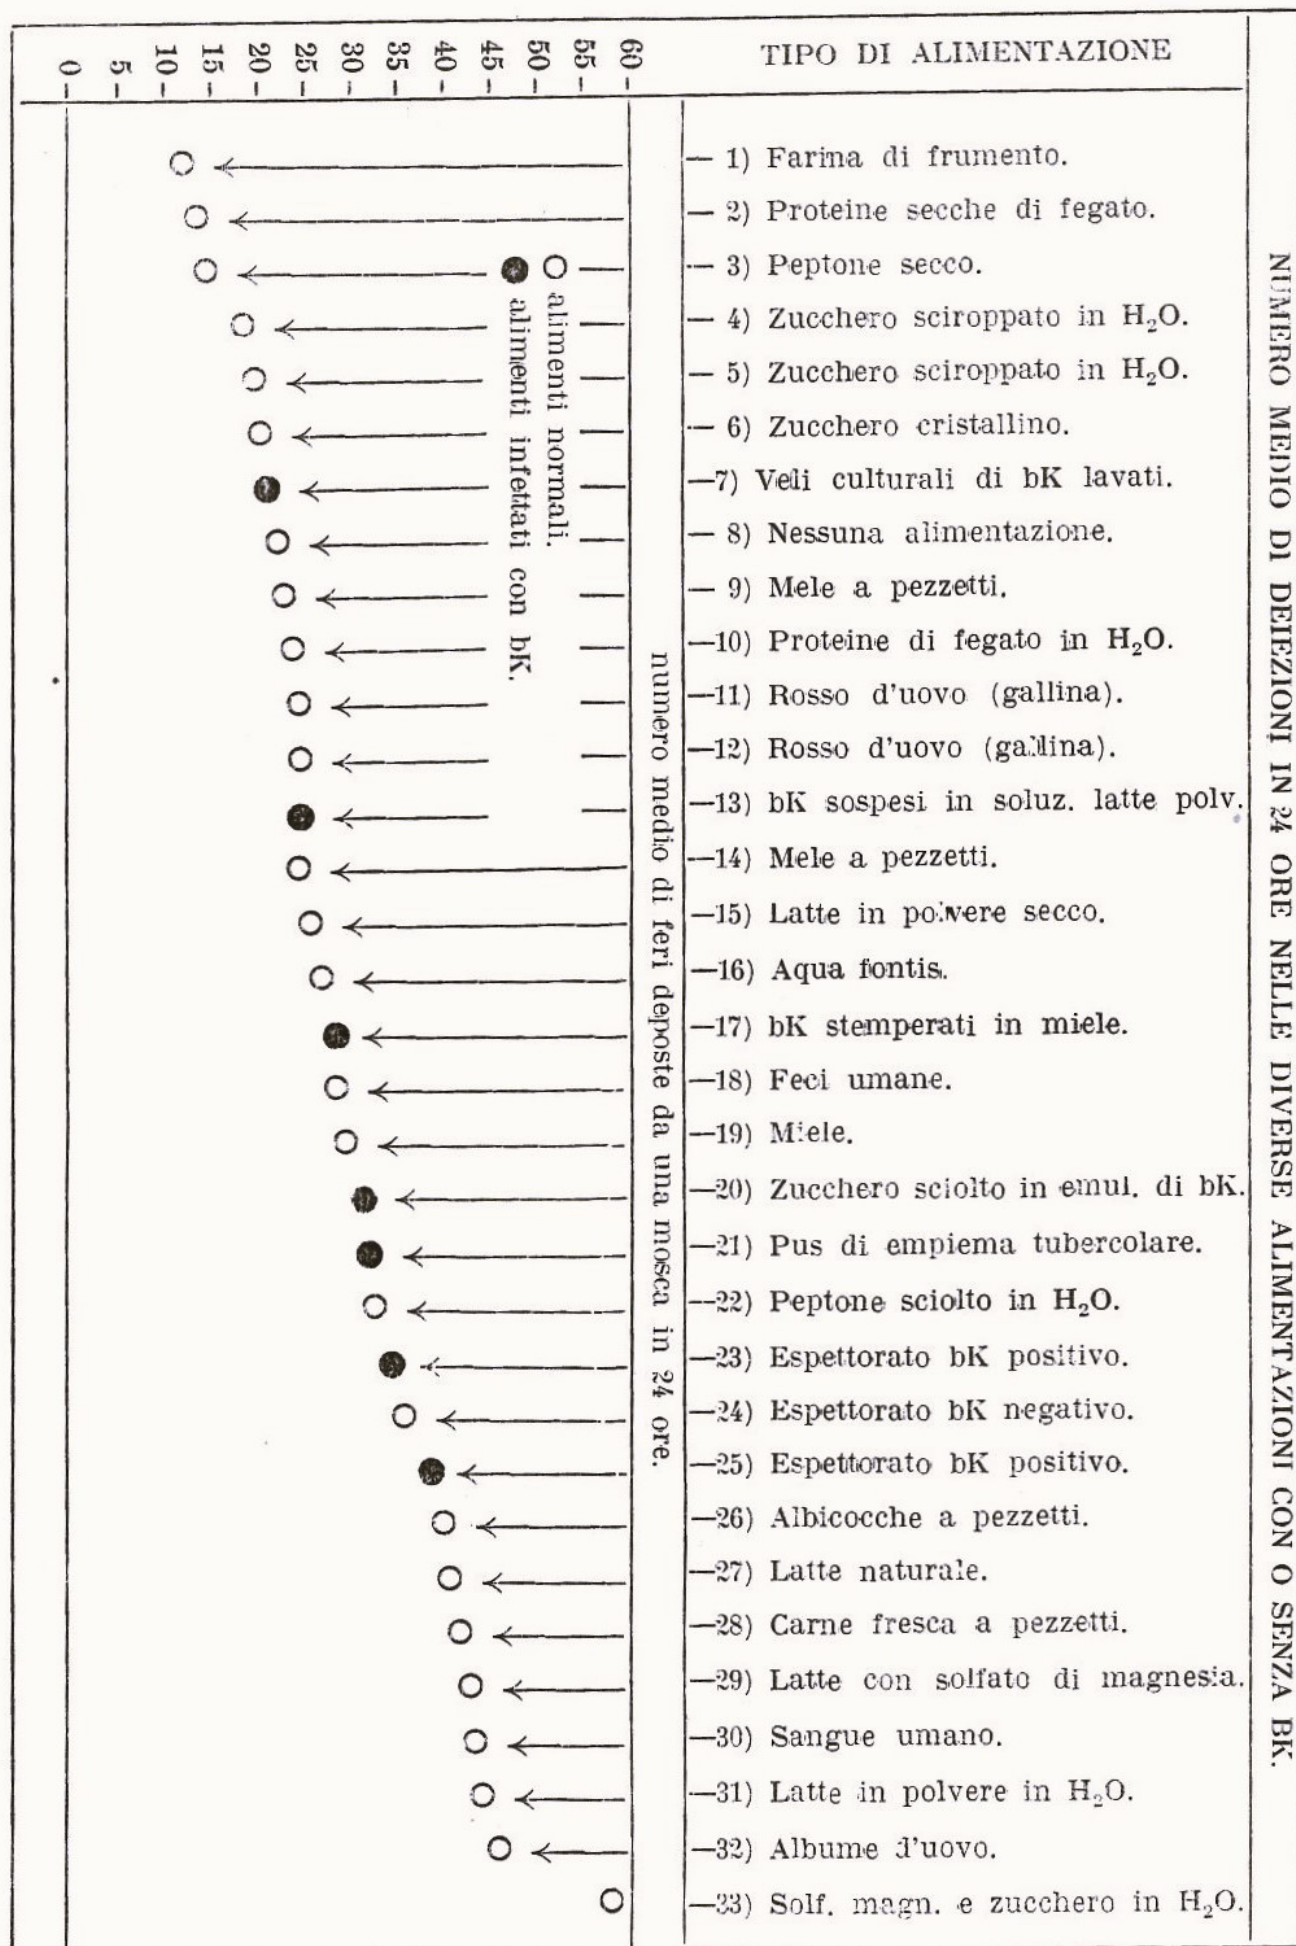 NUMERO MEDIO DI DEIEZIONI IN 24 ORE NELLE DIVERSE ALIMENTAZIONI CON O SENZA BK.
0- 5- 10- 15- 20- 25- 30- 35- 40- 45- 50- 55- 60-
TIPO DI ALIMENTAZIONE
— 1) Farina di frumento.
— 2) Proteine secche di fegato.
— 3) Peptone secco.
— 4) Zucchero sciroppato in H₂O.
— 5) Zucchero sciroppato in H₂O.
— 6) Zucchero cristallino.
—7) Veli culturali di bK lavati.
— 8) Nessuna alimentazione.
— 9) Mele a pezzetti.
—10) Proteine di fegato in H₂O.
—11) Rosso d'uovo (gallina).
—12) Rosso d'uovo (gallina).
—13) bK sospesi in soluz. latte polv.
—14) Mele a pezzetti.
—15) Latte in polvere secco.
—16) Aqua fontis.
—17) bK stemperati in miele.
—18) Feci umane.
—19) Miele.
—20) Zucchero sciolto in emul. di bK.
—21) Pus di empiema tubercolare.
—22) Peptone sciolto in H₂O.
—23) Espettorato bK positivo.
—24) Espettorato bK negativo.
—25) Espettorato bK positivo.
—26) Albicocche a pezzetti.
—27) Latte naturale.
—28) Carne fresca a pezzetti.
—29) Latte con solfato di magnesia.
—30) Sangue umano.
—31) Latte in polvere in H₂O.
—32) Albume d'uovo.
—33) Solf. magn. e zucchero in H₂O.
alimenti normali.
alimenti infettati con bK.
numero medio di feri deposte da una mosca in 24 ore.